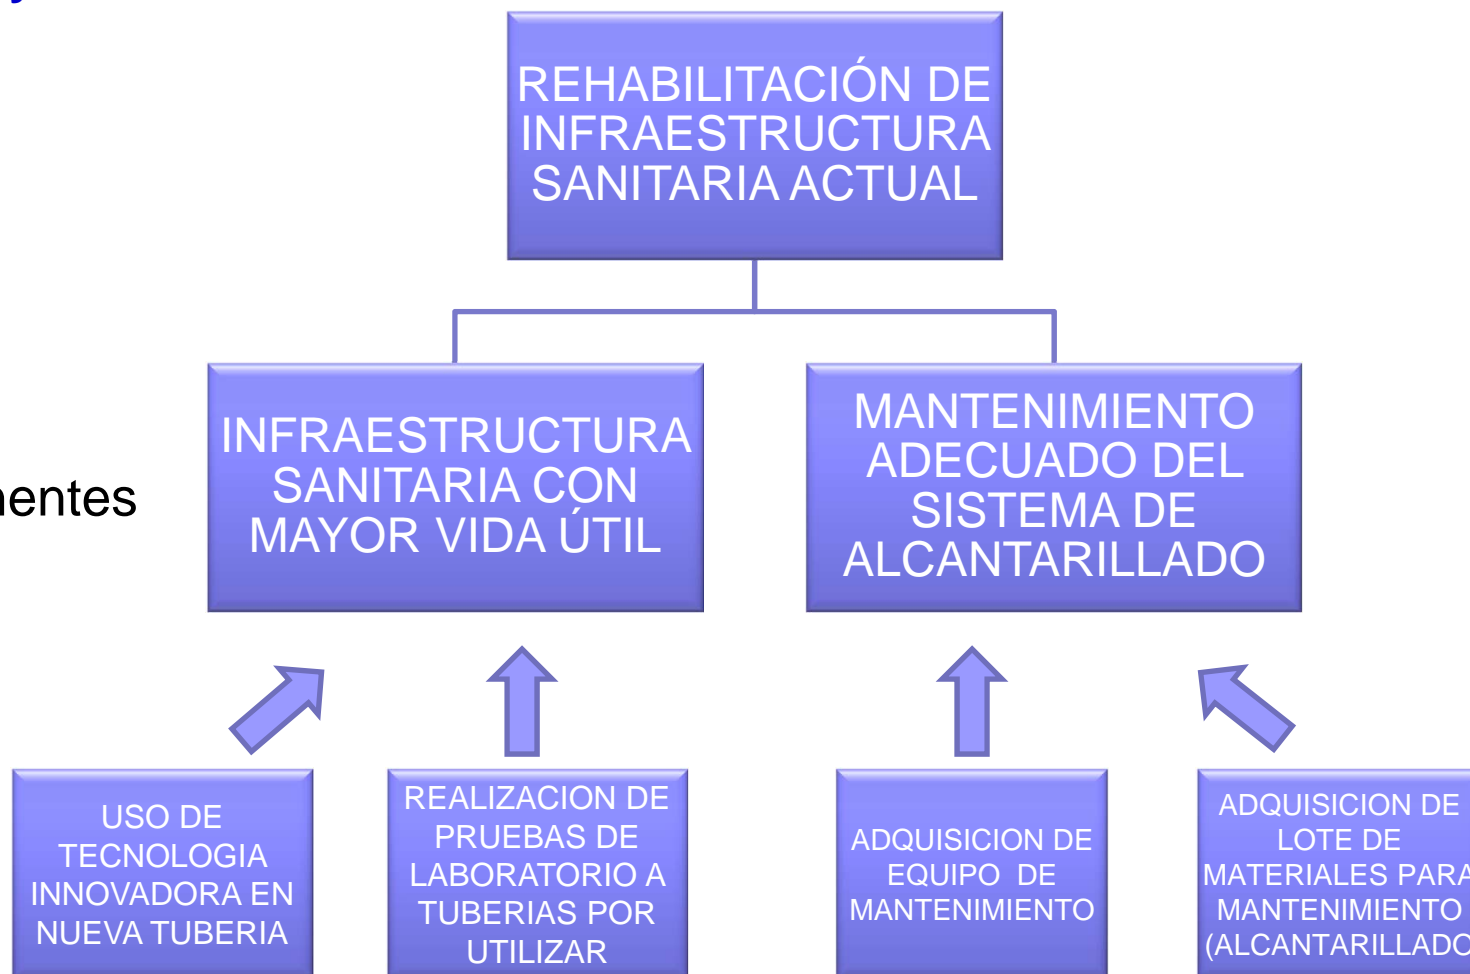 REHABILITACIÓN DE
INFRAESTRUCTURA
SANITARIA ACTUAL
INFRAESTRUCTURA
SANITARIA CON
MAYOR VIDA ÚTIL
MANTENIMIENTO
ADECUADO DEL
SISTEMA DE
ALCANTARILLADO
USO DE
TECNOLOGIA
INNOVADORA EN
NUEVA TUBERIA
REALIZACION DE
PRUEBAS DE
LABORATORIO A
TUBERIAS POR
UTILIZAR
ADQUISICION DE
EQUIPO DE
MANTENIMIENTO
ADQUISICION DE
LOTE DE
MATERIALES PARA
MANTENIMIENTO
(ALCANTARILLADO